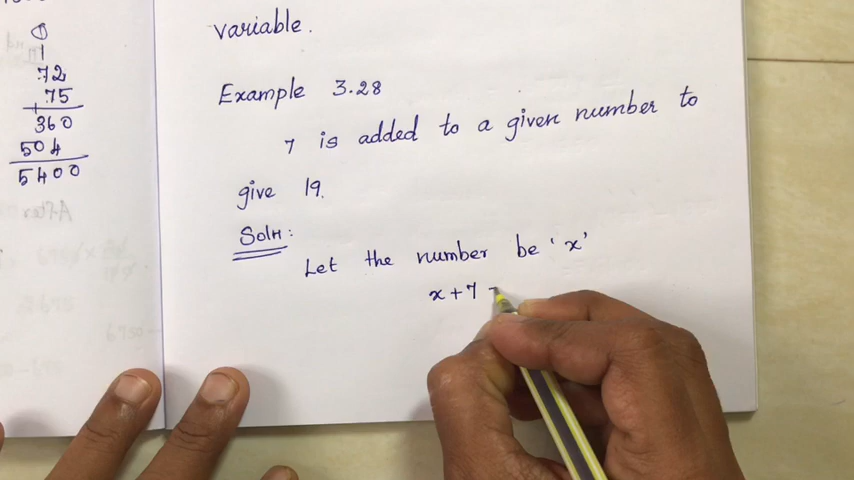 1
72
+ 75
360
504
5400
variable.
Example 3.28
7 is added to a given number to
give 19.
Soln:
Let the number be 'x'
x + 7